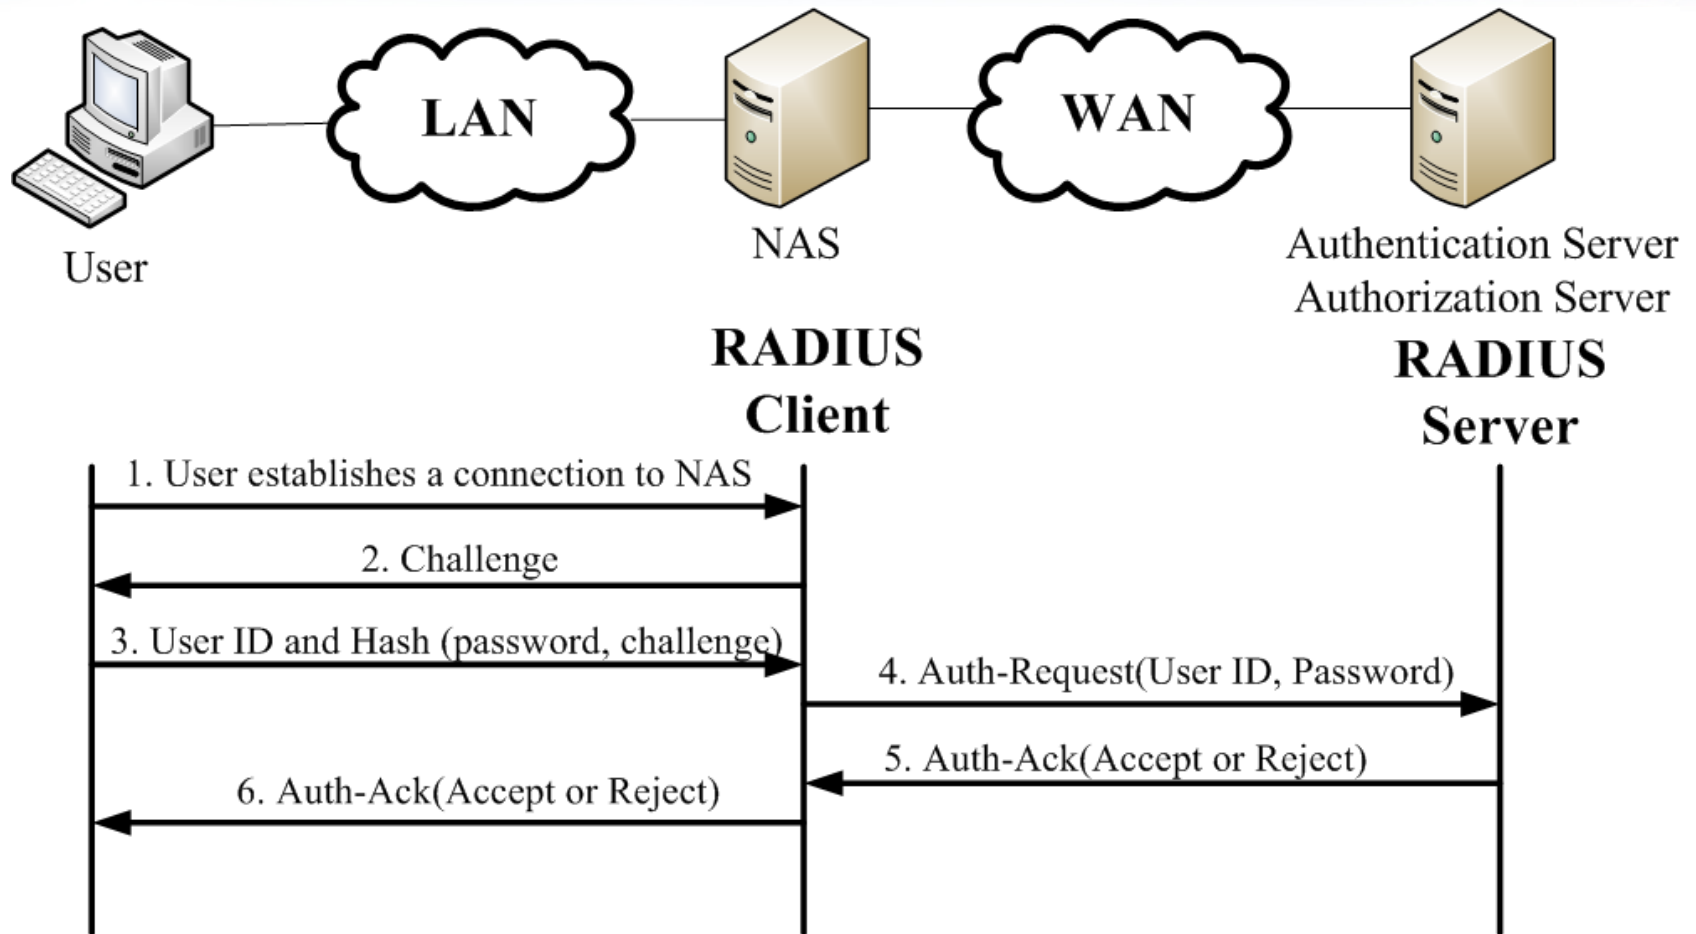 LAN
WAN
User
NAS
Authentication Server
Authorization Server
RADIUS
Client
RADIUS
Server
1. User establishes a connection to NAS
2. Challenge
3. User ID and Hash (password, challenge)
4. Auth-Request(User ID, Password)
5. Auth-Ack(Accept or Reject)
6. Auth-Ack(Accept or Reject)